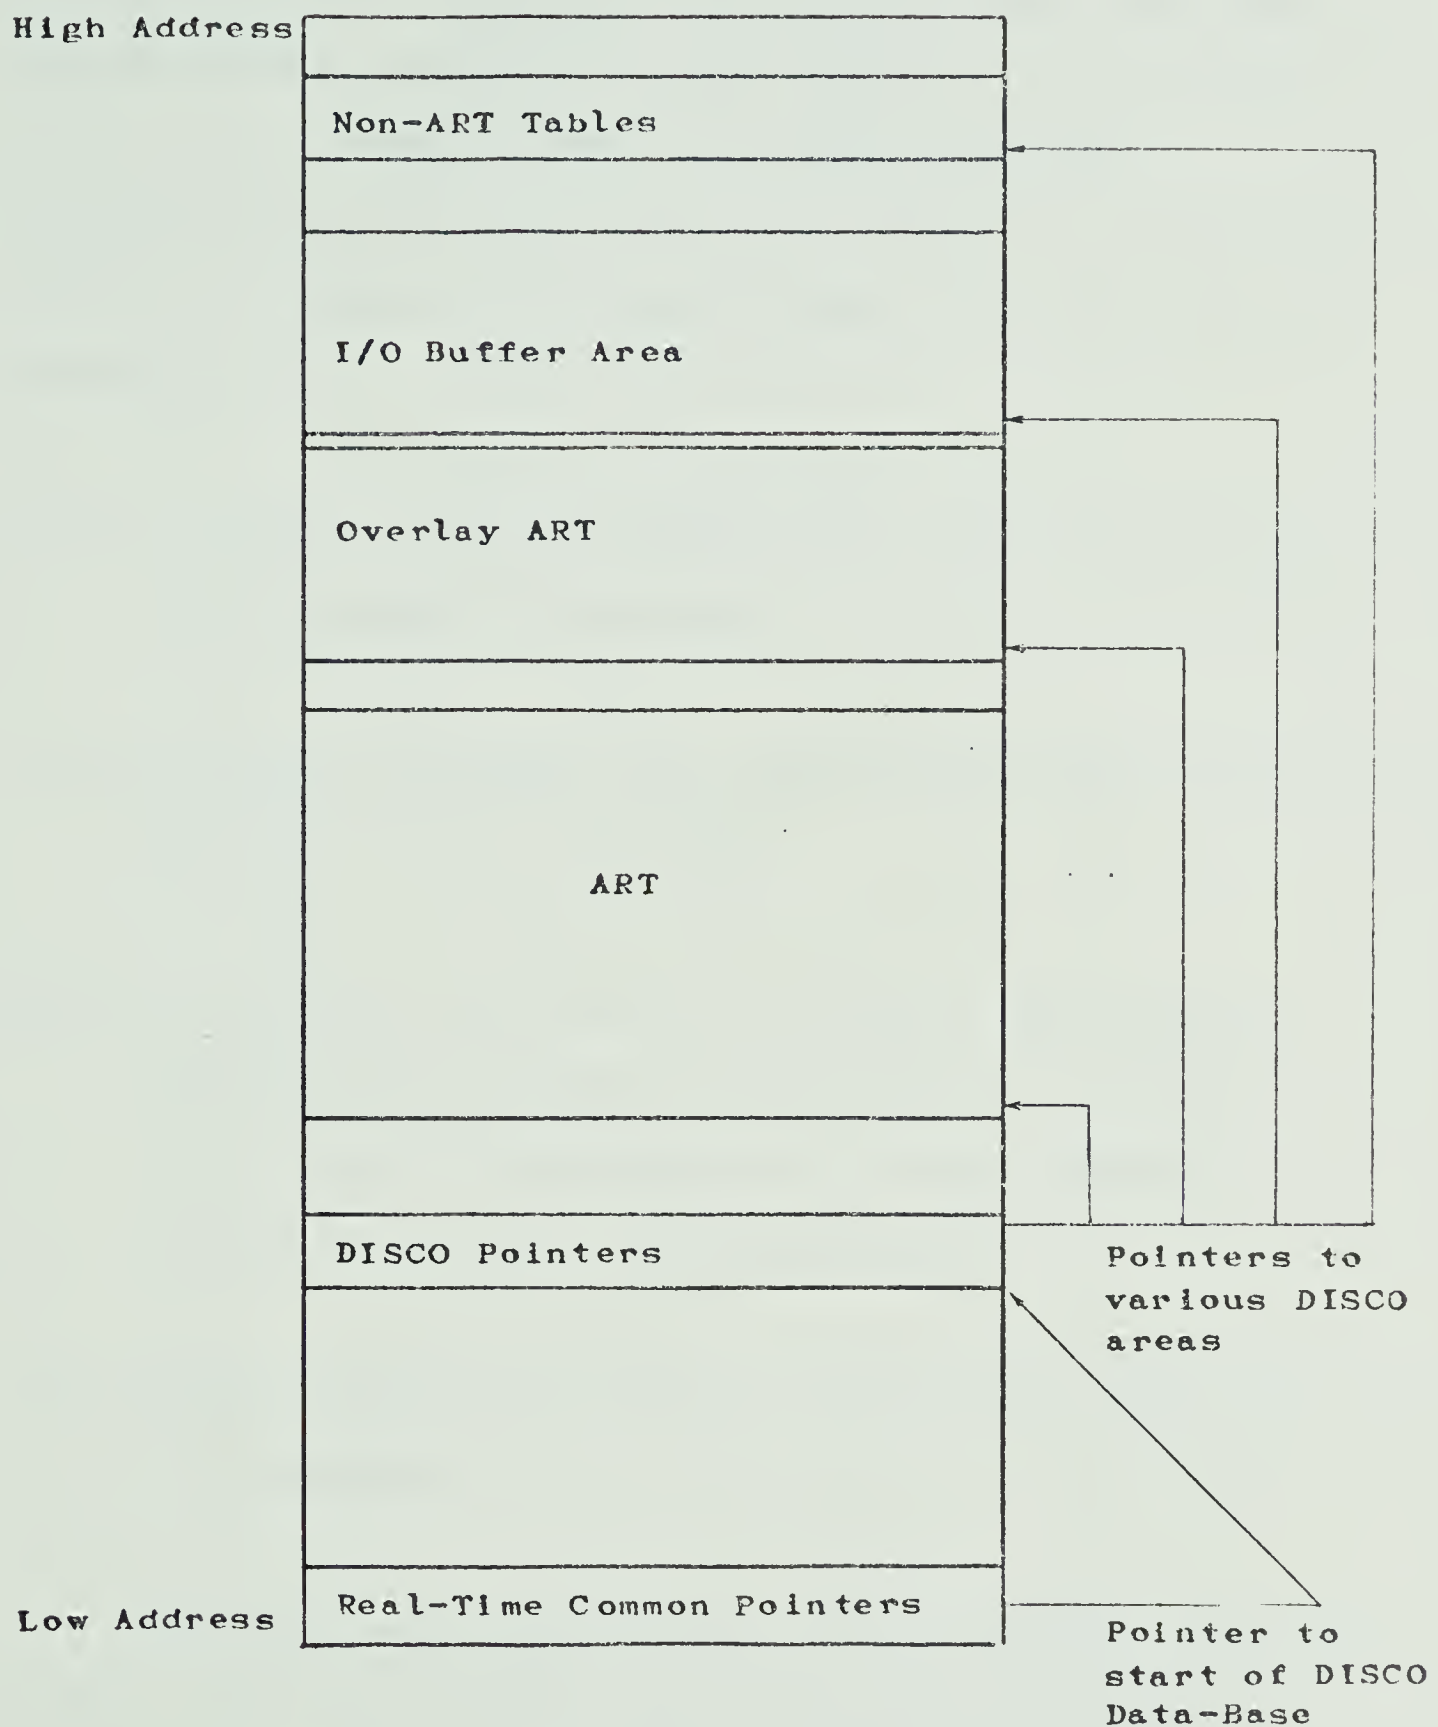 High Address
Non-ART Tables
I/O Buffer Area
Overlay ART
ART
DISCO Pointers
Pointers to
various DISCO
areas
Real-Time Common Pointers
Low Address
Pointer to
start of DISCO
Data-Base